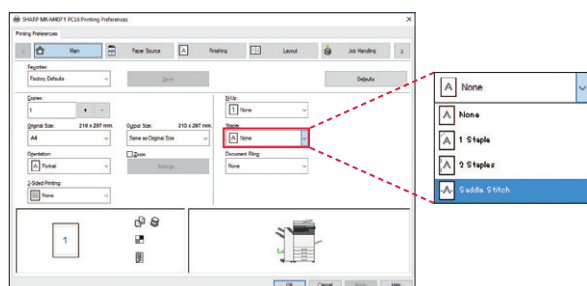 SHARP MX-M4071 PCL6 Printing Preferences
Printing Preferences
Main
Paper Source
Finishing
Layout
Job Handling
Favorites:
Factory Defaults
Save
Defaults
Copies:
1
N-Up:
1 None
Original Size: 210 x 297 mm.
A4
Output Size: 210 x 297 mm.
Same as Original Size
Staple:
A None
Orientation:
A Portrait
Zoom
Settings
Document Filing:
None
2-Sided Printing:
None
1
OK
Cancel
Apply
Help
A None
A None
A 1 Staple
A 2 Staples
A Saddle Stitch